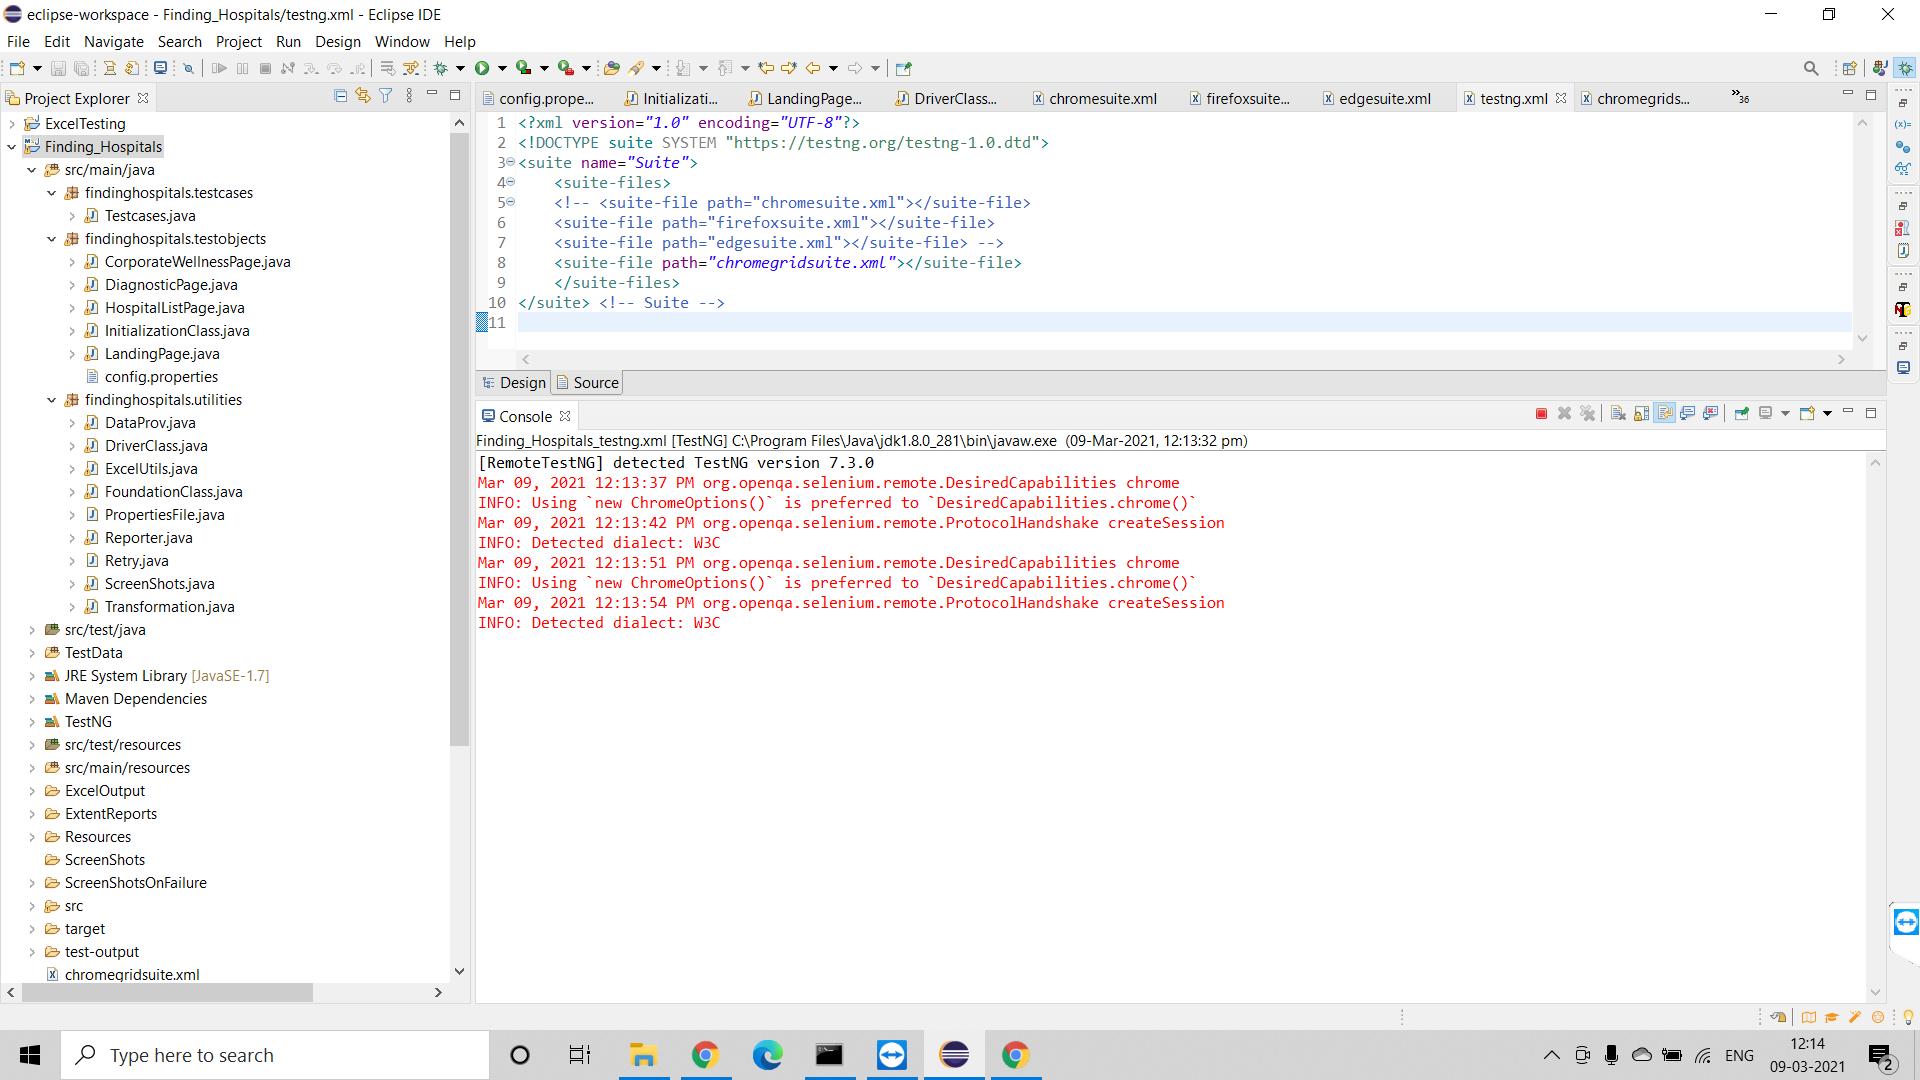 eclipse-workspace - Finding_Hospitals/testng.xml - Eclipse IDE
File Edit Navigate Search Project Run Design Window Help
Project Explorer
ExcelTesting
Finding_Hospitals
src/main/java
findinghospitals.testcases
Testcases.java
findinghospitals.testobjects
CorporateWellnessPage.java
DiagnosticPage.java
HospitalListPage.java
InitializationClass.java
LandingPage.java
config.properties
findinghospitals.utilities
DataProv.java
DriverClass.java
ExcelUtils.java
FoundationClass.java
PropertiesFile.java
Reporter.java
Retry.java
ScreenShots.java
Transformation.java
src/test/java
TestData
JRE System Library [JavaSE-1.7]
Maven Dependencies
TestNG
src/test/resources
src/main/resources
ExcelOutput
ExtentReports
Resources
ScreenShots
ScreenShotsOnFailure
src
target
test-output
chromegridsuite.xml
config.prope... Initializati... LandingPage... DriverClass... chromesuite.xml firefoxsuite... edgesuite.xml testng.xml chromegrids... »36
1 <?xml version="1.0" encoding="UTF-8"?>
2 <!DOCTYPE suite SYSTEM "https://testng.org/testng-1.0.dtd">
3 <suite name="Suite">
4 <suite-files>
5 <!-- <suite-file path="chromesuite.xml"></suite-file>
6 <suite-file path="firefoxsuite.xml"></suite-file>
7 <suite-file path="edgesuite.xml"></suite-file> -->
8 <suite-file path="chromegridsuite.xml"></suite-file>
9 </suite-files>
10 </suite> <!-- Suite -->
11
Design Source
Console
Finding_Hospitals_testng.xml [TestNG] C:\Program Files\Java\jdk1.8.0_281\bin\javaw.exe (09-Mar-2021, 12:13:32 pm)
[RemoteTestNG] detected TestNG version 7.3.0
Mar 09, 2021 12:13:37 PM org.openqa.selenium.remote.DesiredCapabilities chrome
INFO: Using `new ChromeOptions()` is preferred to `DesiredCapabilities.chrome()`
Mar 09, 2021 12:13:42 PM org.openqa.selenium.remote.ProtocolHandshake createSession
INFO: Detected dialect: W3C
Mar 09, 2021 12:13:51 PM org.openqa.selenium.remote.DesiredCapabilities chrome
INFO: Using `new ChromeOptions()` is preferred to `DesiredCapabilities.chrome()`
Mar 09, 2021 12:13:54 PM org.openqa.selenium.remote.ProtocolHandshake createSession
INFO: Detected dialect: W3C
Type here to search
ENG
12:14
09-03-2021
2